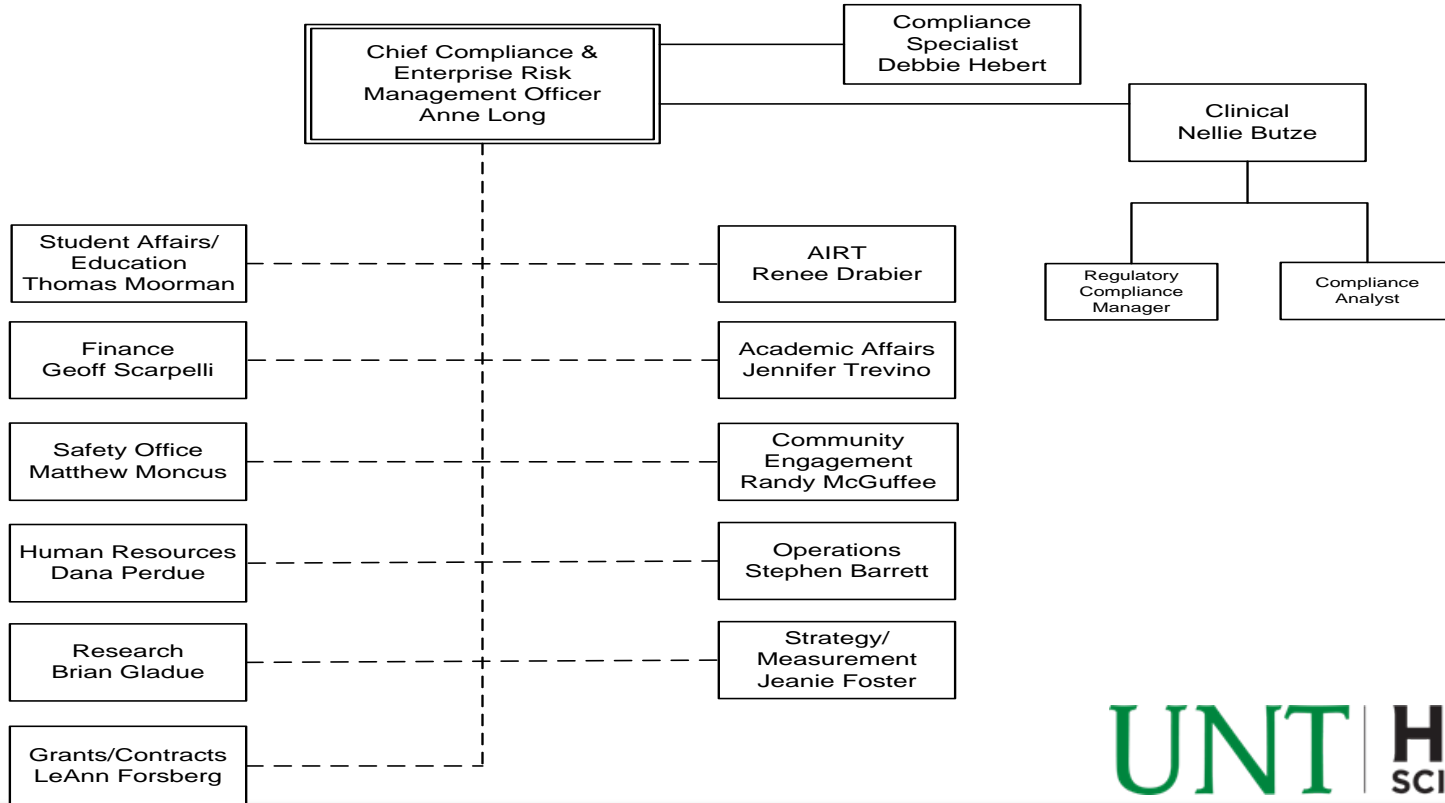 Chief Compliance &
Enterprise Risk
Management Officer
Anne Long
Compliance
Specialist
Debbie Hebert
Clinical
Nellie Butze
Regulatory
Compliance
Manager
Compliance
Analyst
Student Affairs/
Education
Thomas Moorman
AIRT
Renee Drabier
Finance
Geoff Scarpelli
Academic Affairs
Jennifer Trevino
Safety Office
Matthew Moncus
Community
Engagement
Randy McGuffee
Human Resources
Dana Perdue
Operations
Stephen Barrett
Research
Brian Gladue
Strategy/
Measurement
Jeanie Foster
Grants/Contracts
LeAnn Forsberg
UNT H
SCI